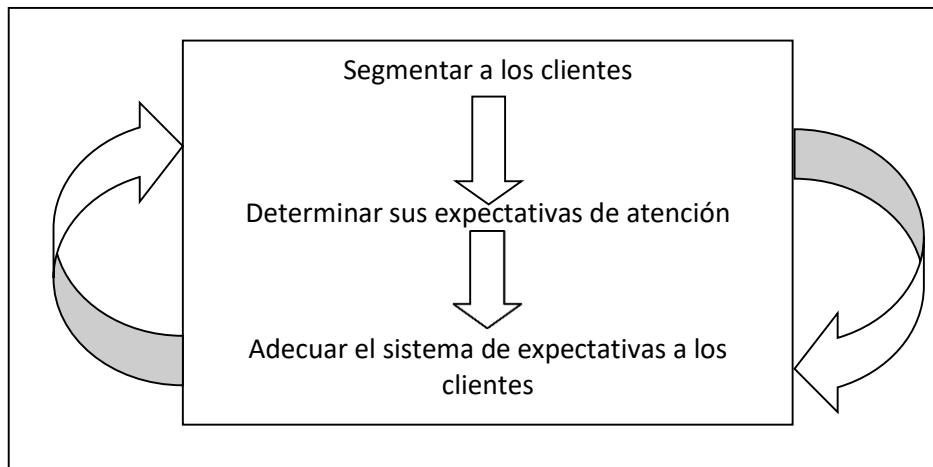 Segmentar a los clientes
Determinar sus expectativas de atención
Adecuar el sistema de expectativas a los
clientes